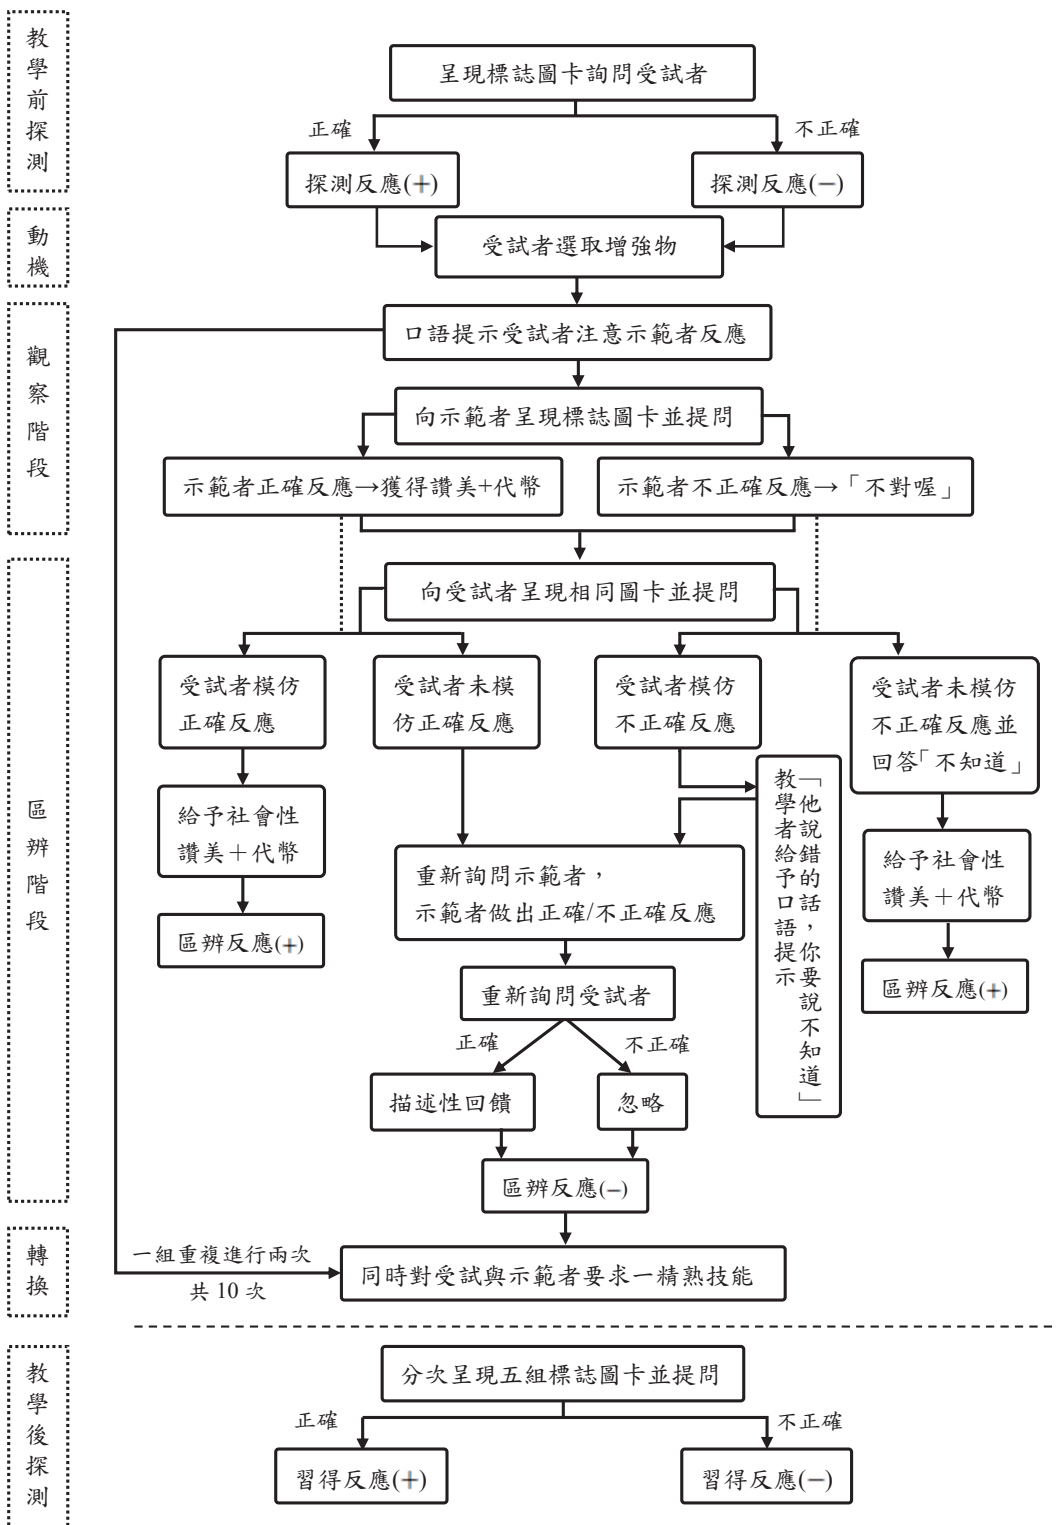 教學前探測
呈現標誌圖卡詢問受試者
正確
不正確
探測反應(+)
探測反應(－)
動機
受試者選取增強物
觀察階段
口語提示受試者注意示範者反應
向示範者呈現標誌圖卡並提問
示範者正確反應→獲得讚美+代幣
示範者不正確反應→「不對喔」
區辨階段
向受試者呈現相同圖卡並提問
受試者模仿
正確反應
受試者未模
仿正確反應
受試者模仿
不正確反應
受試者未模仿
不正確反應並
回答「不知道」
給予社會性
讚美＋代幣
區辨反應(+)
重新詢問示範者，
示範者做出正確/不正確反應
「他說錯的話，你要說不知道」
教學者給予口語提示
給予社會性
讚美＋代幣
區辨反應(+)
重新詢問受試者
正確
不正確
描述性回饋
忽略
區辨反應(－)
轉換
一組重複進行兩次
共 10 次
同時對受試與示範者要求一精熟技能
教學後探測
分次呈現五組標誌圖卡並提問
正確
不正確
習得反應(+)
習得反應(－)